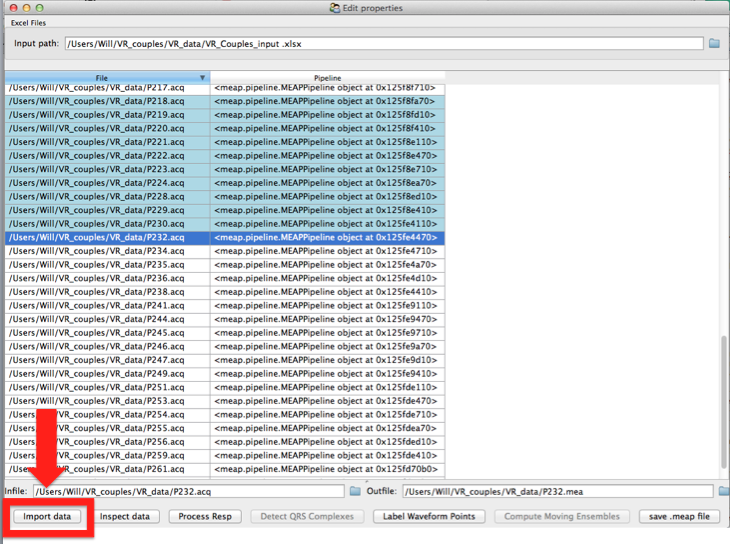 Edit properties
Excel Files
Input path: /Users/Will/VR_couples/VR_data/VR_Couples_input .xlsx
File Pipeline
/Users/Will/VR_couples/VR_data/P217.acq <meap.pipeline.MEAPPipeline object at 0x125f8f710>
/Users/Will/VR_couples/VR_data/P218.acq <meap.pipeline.MEAPPipeline object at 0x125f8fa70>
/Users/Will/VR_couples/VR_data/P219.acq <meap.pipeline.MEAPPipeline object at 0x125f8fd10>
/Users/Will/VR_couples/VR_data/P220.acq <meap.pipeline.MEAPPipeline object at 0x125f8f410>
/Users/Will/VR_couples/VR_data/P221.acq <meap.pipeline.MEAPPipeline object at 0x125f8e110>
/Users/Will/VR_couples/VR_data/P222.acq <meap.pipeline.MEAPPipeline object at 0x125f8e470>
/Users/Will/VR_couples/VR_data/P223.acq <meap.pipeline.MEAPPipeline object at 0x125f8e710>
/Users/Will/VR_couples/VR_data/P224.acq <meap.pipeline.MEAPPipeline object at 0x125f8ea70>
/Users/Will/VR_couples/VR_data/P228.acq <meap.pipeline.MEAPPipeline object at 0x125f8ed10>
/Users/Will/VR_couples/VR_data/P229.acq <meap.pipeline.MEAPPipeline object at 0x125f8e410>
/Users/Will/VR_couples/VR_data/P230.acq <meap.pipeline.MEAPPipeline object at 0x125fe4110>
/Users/Will/VR_couples/VR_data/P232.acq <meap.pipeline.MEAPPipeline object at 0x125fe4470>
/Users/Will/VR_couples/VR_data/P234.acq <meap.pipeline.MEAPPipeline object at 0x125fe4710>
/Users/Will/VR_couples/VR_data/P235.acq <meap.pipeline.MEAPPipeline object at 0x125fe4a70>
/Users/Will/VR_couples/VR_data/P236.acq <meap.pipeline.MEAPPipeline object at 0x125fe4d10>
/Users/Will/VR_couples/VR_data/P238.acq <meap.pipeline.MEAPPipeline object at 0x125fe4410>
/Users/Will/VR_couples/VR_data/P241.acq <meap.pipeline.MEAPPipeline object at 0x125fe9110>
/Users/Will/VR_couples/VR_data/P244.acq <meap.pipeline.MEAPPipeline object at 0x125fe9470>
/Users/Will/VR_couples/VR_data/P245.acq <meap.pipeline.MEAPPipeline object at 0x125fe9710>
/Users/Will/VR_couples/VR_data/P246.acq <meap.pipeline.MEAPPipeline object at 0x125fe9a70>
/Users/Will/VR_couples/VR_data/P247.acq <meap.pipeline.MEAPPipeline object at 0x125fe9d10>
/Users/Will/VR_couples/VR_data/P249.acq <meap.pipeline.MEAPPipeline object at 0x125fe9410>
/Users/Will/VR_couples/VR_data/P251.acq <meap.pipeline.MEAPPipeline object at 0x125fde110>
/Users/Will/VR_couples/VR_data/P253.acq <meap.pipeline.MEAPPipeline object at 0x125fde470>
/Users/Will/VR_couples/VR_data/P254.acq <meap.pipeline.MEAPPipeline object at 0x125fde710>
/Users/Will/VR_couples/VR_data/P255.acq <meap.pipeline.MEAPPipeline object at 0x125fdea70>
/Users/Will/VR_couples/VR_data/P256.acq <meap.pipeline.MEAPPipeline object at 0x125fded10>
/Users/Will/VR_couples/VR_data/P259.acq <meap.pipeline.MEAPPipeline object at 0x125fde410>
/Users/Will/VR_couples/VR_data/P261.acq <meap.pipeline.MEAPPipeline object at 0x125fd70b0>
Infile: /Users/Will/VR_couples/VR_data/P232.acq Outfile: /Users/Will/VR_couples/VR_data/P232.mea
Import data Inspect data Process Resp Detect QRS Complexes Label Waveform Points Compute Moving Ensembles save .meap file